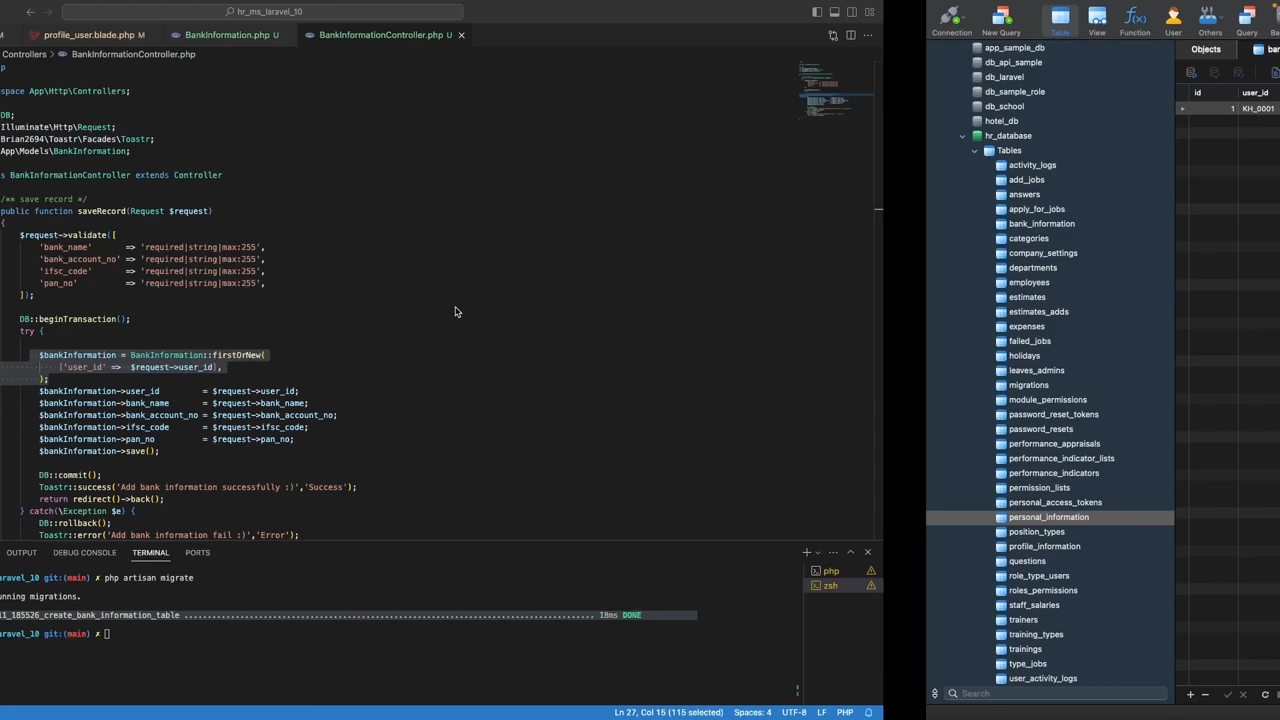 hr_ms_laravel_10
profile_user.blade.php M
BankInformation.php U
BankInformationController.php U
Controllers > BankInformationController.php
p
space App\Http\Controllers;
DB;
Illuminate\Http\Request;
Brian2694\Toastr\Facades\Toastr;
App\Models\BankInformation;
s BankInformationController extends Controller
/** save record */
public function saveRecord(Request $request)
{
$request->validate([
'bank_name' => 'required|string|max:255',
'bank_account_no' => 'required|string|max:255',
'ifsc_code' => 'required|string|max:255',
'pan_no' => 'required|string|max:255',
]);
DB::beginTransaction();
try {
$bankInformation = BankInformation::firstOrNew(
['user_id' => $request->user_id],
);
$bankInformation->user_id = $request->user_id;
$bankInformation->bank_name = $request->bank_name;
$bankInformation->bank_account_no = $request->bank_account_no;
$bankInformation->ifsc_code = $request->ifsc_code;
$bankInformation->pan_no = $request->pan_no;
$bankInformation->save();
DB::commit();
Toastr::success('Add bank information successfully :)','Success');
return redirect()->back();
} catch(\Exception $e) {
DB::rollback();
Toastr::error('Add bank information fail :)','Error');
OUTPUT DEBUG CONSOLE TERMINAL PORTS
aravel_10 git:(main) ✗ php artisan migrate
unning migrations.
11_185526_create_bank_information_table 18ms DONE
aravel_10 git:(main) ✗
php
zsh
Ln 27, Col 15 (115 selected) Spaces: 4 UTF-8 LF PHP
Connection New Query Table View Function User Others Query
app_sample_db
db_api_sample
db_laravel
db_sample_role
db_school
hotel_db
hr_database
Tables
activity_logs
add_jobs
answers
apply_for_jobs
bank_information
categories
company_settings
departments
employees
estimates
estimates_adds
expenses
failed_jobs
holidays
leaves_admins
migrations
module_permissions
password_reset_tokens
password_resets
performance_appraisals
performance_indicator_lists
performance_indicators
permission_lists
personal_access_tokens
personal_information
position_types
profile_information
questions
role_type_users
roles_permissions
staff_salaries
trainers
training_types
trainings
type_jobs
user_activity_logs
Search
Objects
id user_id
1 KH_0001